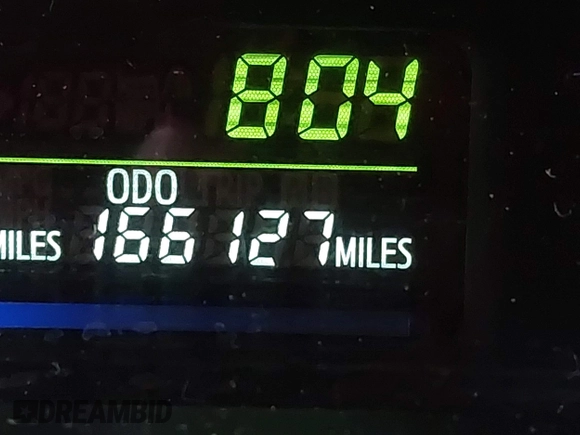 804
ODO
MILES 166127 MILES
DREAMBID